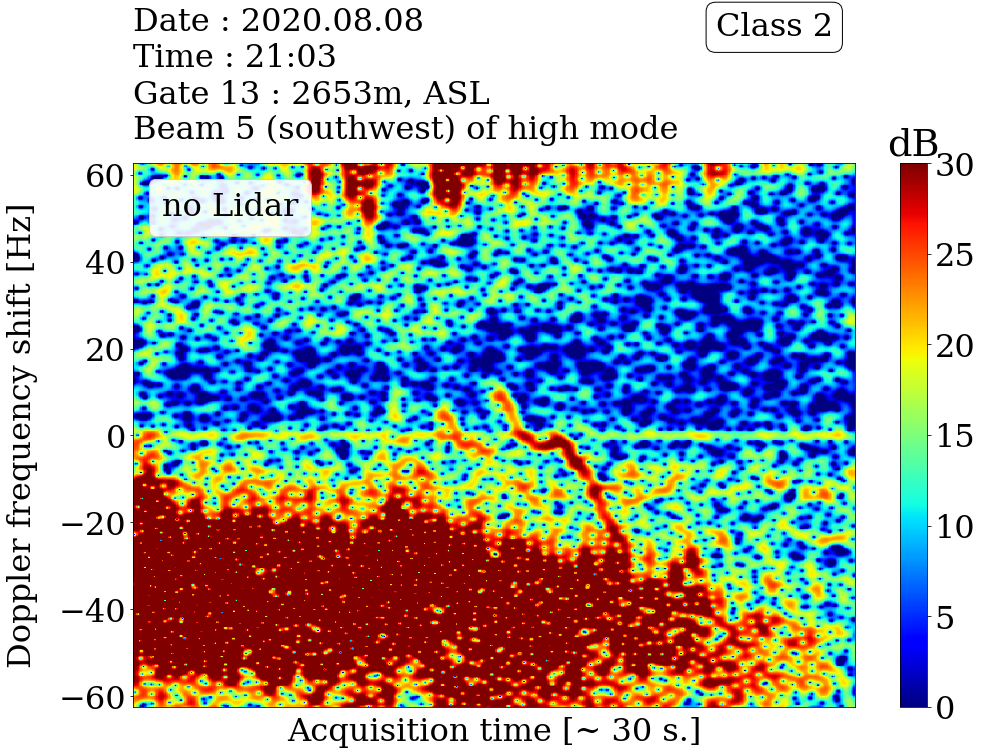 Date : 2020.08.08
Time : 21:03
Gate 13 : 2653m, ASL
Beam 5 (southwest) of high mode
Class 2
dB
no Lidar
Doppler frequency shift [Hz]
60
40
20
0
−20
−40
−60
30
25
20
15
10
5
0
Acquisition time [~ 30 s.]